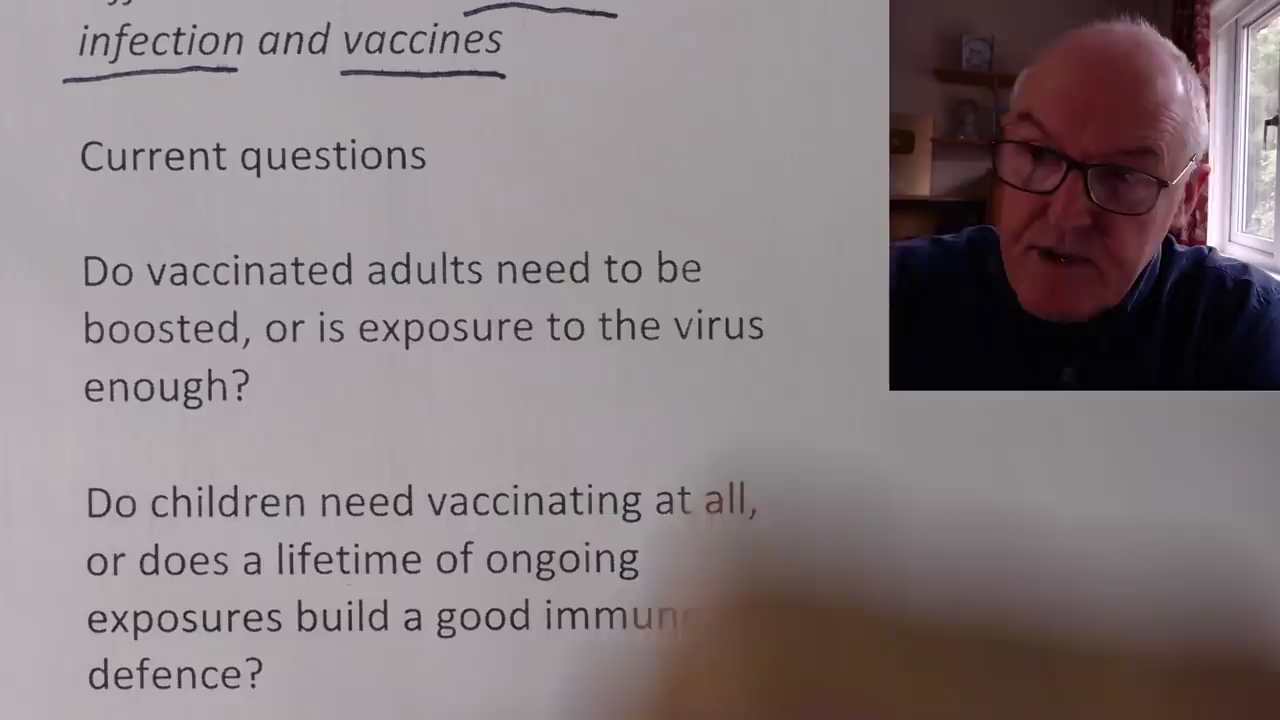 infection and vaccines
Current questions
Do vaccinated adults need to be
boosted, or is exposure to the virus
enough?
Do children need vaccinating at all,
or does a lifetime of ongoing
exposures build a good immune
defence?